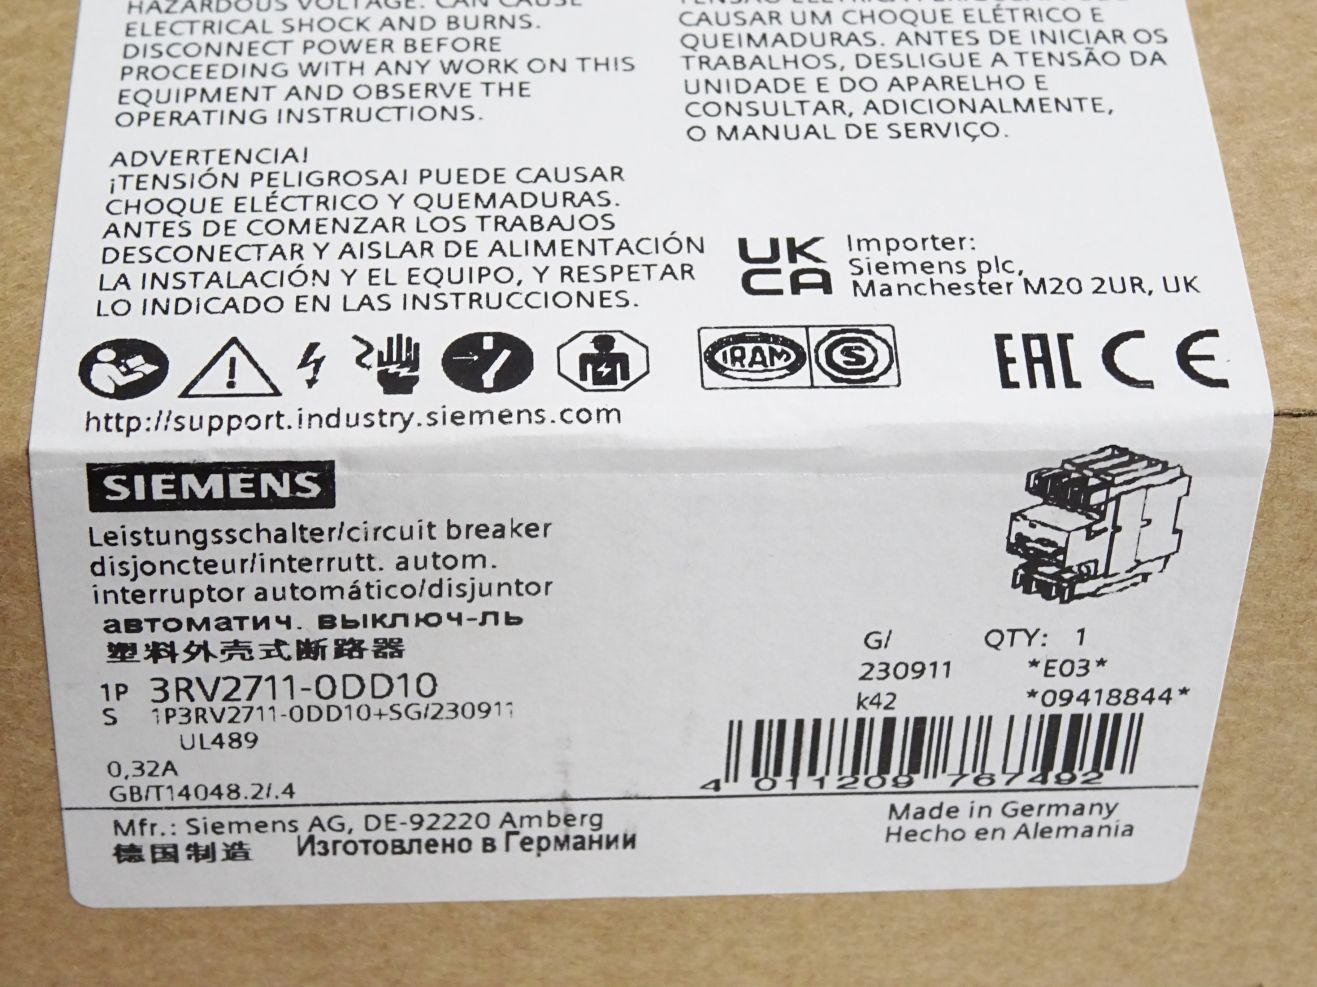 HAZARDOUS VOLTAGE. CAN CAUSE
ELECTRICAL SHOCK AND BURNS.
DISCONNECT POWER BEFORE
PROCEEDING WITH ANY WORK ON THIS
EQUIPMENT AND OBSERVE THE
OPERATING INSTRUCTIONS.
CAUSAR UM CHOQUE ELÉTRICO E
QUEIMADURAS. ANTES DE INICIAR OS
TRABALHOS, DESLIGUE A TENSÃO DA
UNIDADE E DO APARELHO E
CONSULTAR, ADICIONALMENTE,
O MANUAL DE SERVIÇO.
ADVERTENCIA!
¡TENSIÓN PELIGROSA! PUEDE CAUSAR
CHOQUE ELÉCTRICO Y QUEMADURAS.
ANTES DE COMENZAR LOS TRABAJOS
DESCONECTAR Y AISLAR DE ALIMENTACIÓN
LA INSTALACIÓN Y EL EQUIPO, Y RESPETAR
LO INDICADO EN LAS INSTRUCCIONES.
UK
CA
Importer:
Siemens plc,
Manchester M20 2UR, UK
IRAM S
EAC CE
http://support.industry.siemens.com
SIEMENS
Leistungsschalter/circuit breaker
disjoncteur/interrutt. autom.
interruptor automático/disjuntor
автоматич. выключ-ль
塑料外壳式断路器
1P 3RV2711-0DD10
S 1P3RV2711-0DD10+SG/230911
UL489
0,32A
GB/T14048.2/.4
G/ QTY: 1
230911 *E03*
k42 *09418844*
4 011209 767492
Mfr.: Siemens AG, DE-92220 Amberg
德国制造 Изготовлено в Германии
Made in Germany
Hecho en Alemania